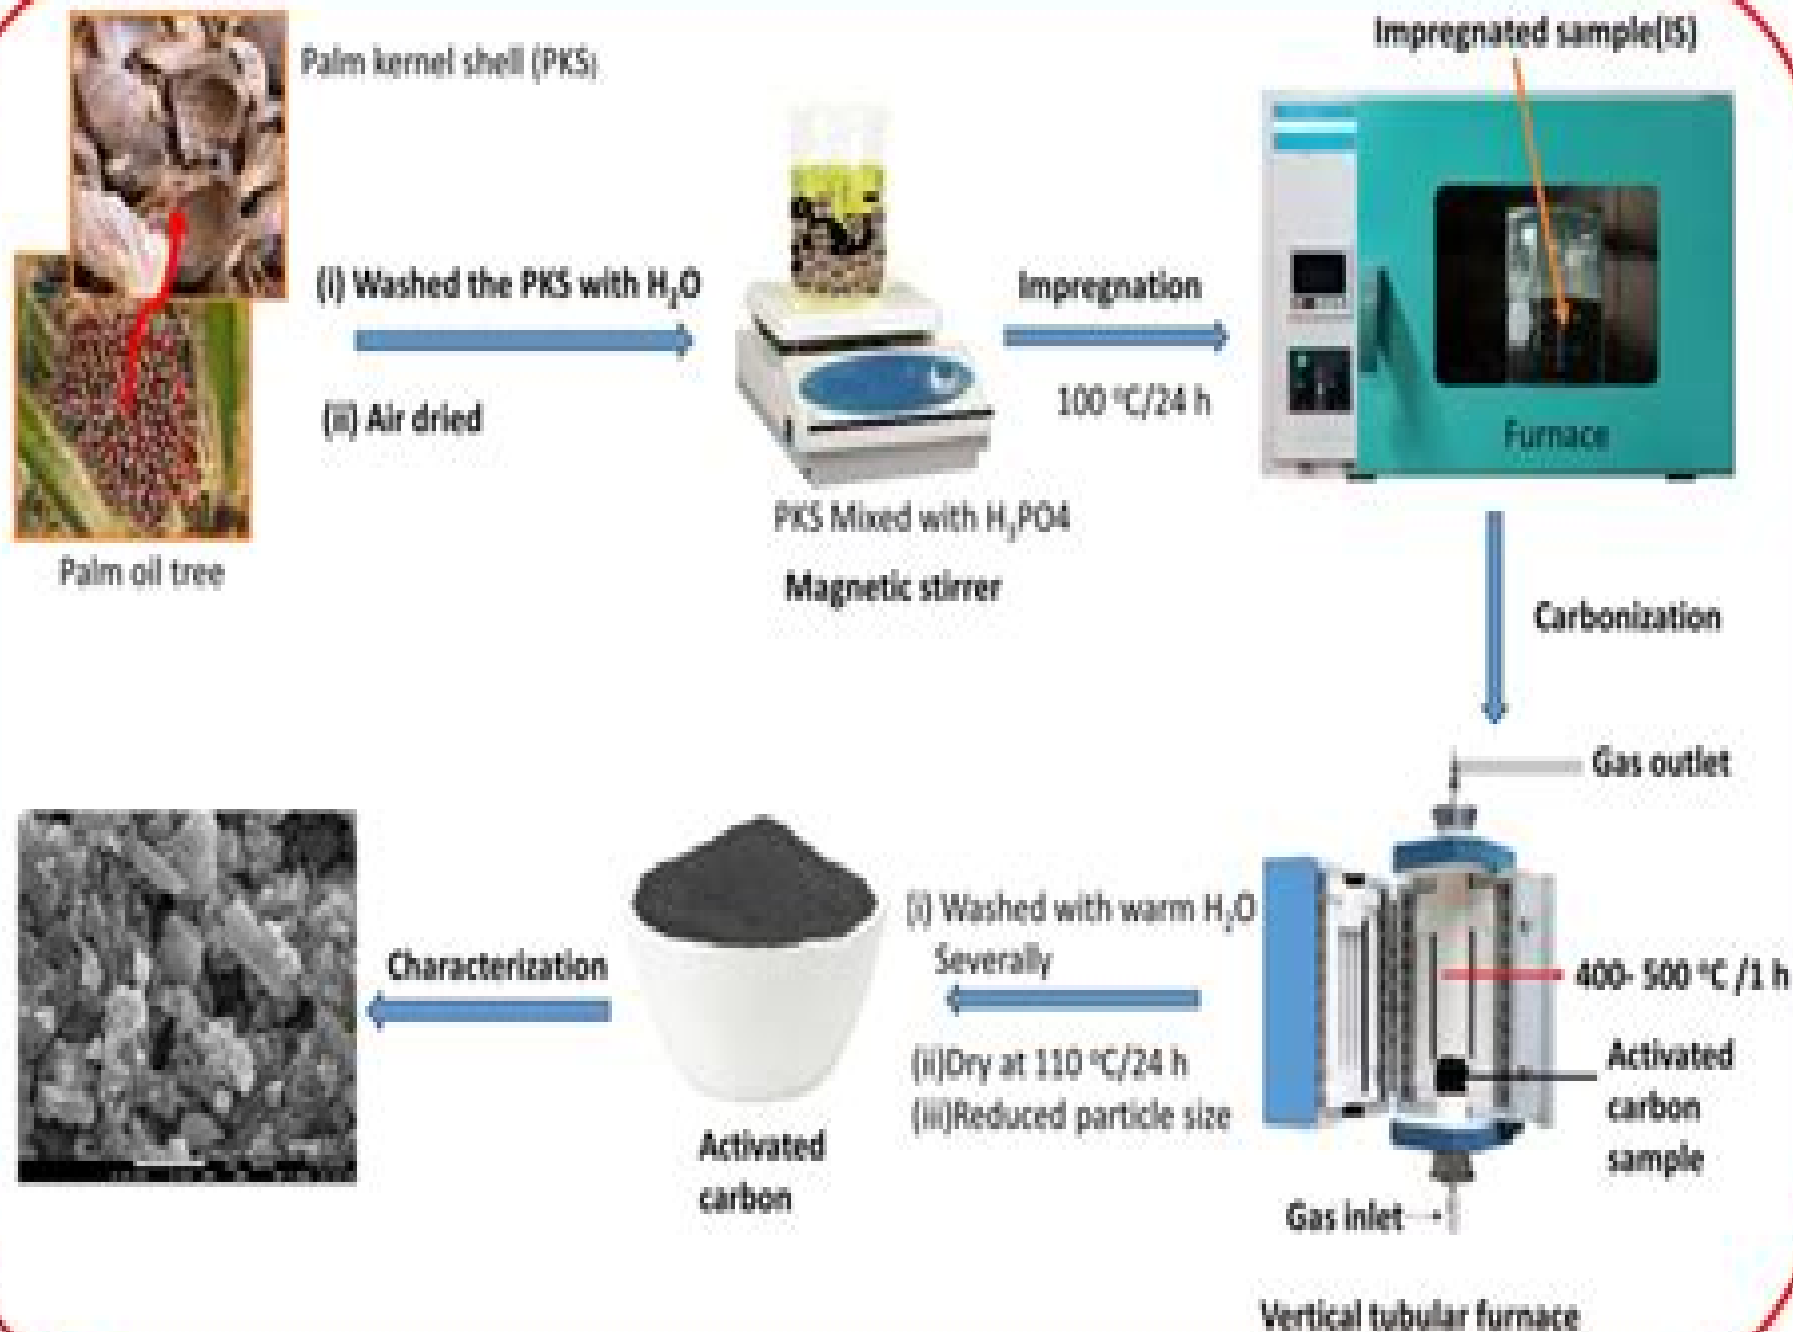 Impregnated sample(IS)
Palm kernel shell (PKS)
(i) Washed the PKS with H₂O
(ii) Air dried
Impregnation
100 °C/24 h
Furnace
PKS Mixed with H₃PO4
Magnetic stirrer
Palm oil tree
Carbonization
Gas outlet
(i) Washed with warm H₂O
Severally
Characterization
400- 500 °C /1 h
(ii)Dry at 110 °C/24 h
(iii)Reduced particle size
Activated
carbon
sample
Activated
carbon
Gas inlet
Vertical tubular furnace